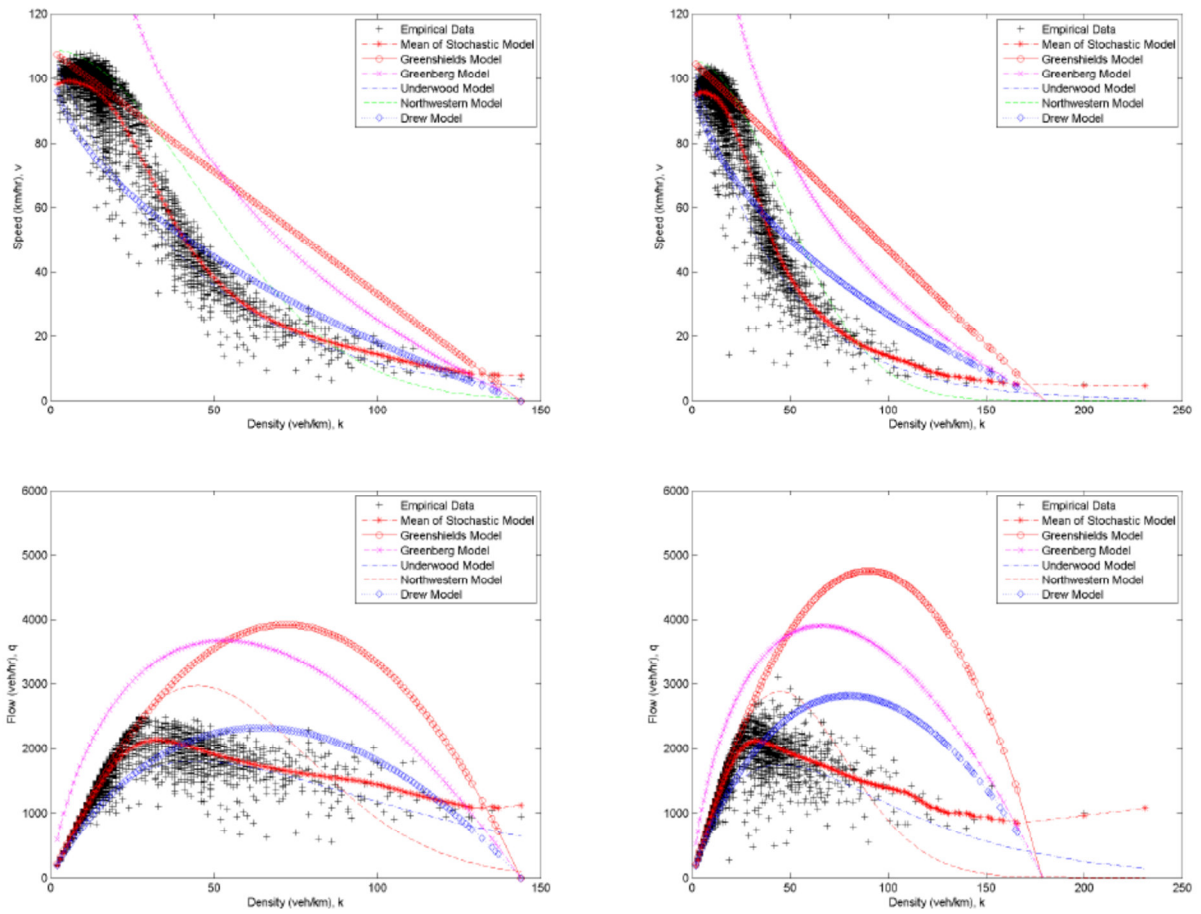 120
100
80
60
40
20
0
Speed (km/hr), v
0
50
100
150
Density (veh/km), k
Empirical Data
Mean of Stochastic Model
Greenshields Model
Greenberg Model
Underwood Model
Northwestern Model
Drew Model
120
100
80
60
40
20
0
Speed (km/hr), v
0
50
100
150
200
250
Density (veh/km), k
Empirical Data
Mean of Stochastic Model
Greenshields Model
Greenberg Model
Underwood Model
Northwestern Model
Drew Model
6000
5000
4000
3000
2000
1000
0
Flow (veh/hr), q
0
50
100
150
Density (veh/km), k
Empirical Data
Mean of Stochastic Model
Greenshields Model
Greenberg Model
Underwood Model
Northwestern Model
Drew Model
6000
5000
4000
3000
2000
1000
0
Flow (veh/hr), q
0
50
100
150
200
250
Density (veh/km), k
Empirical Data
Mean of Stochastic Model
Greenshields Model
Greenberg Model
Underwood Model
Northwestern Model
Drew Model